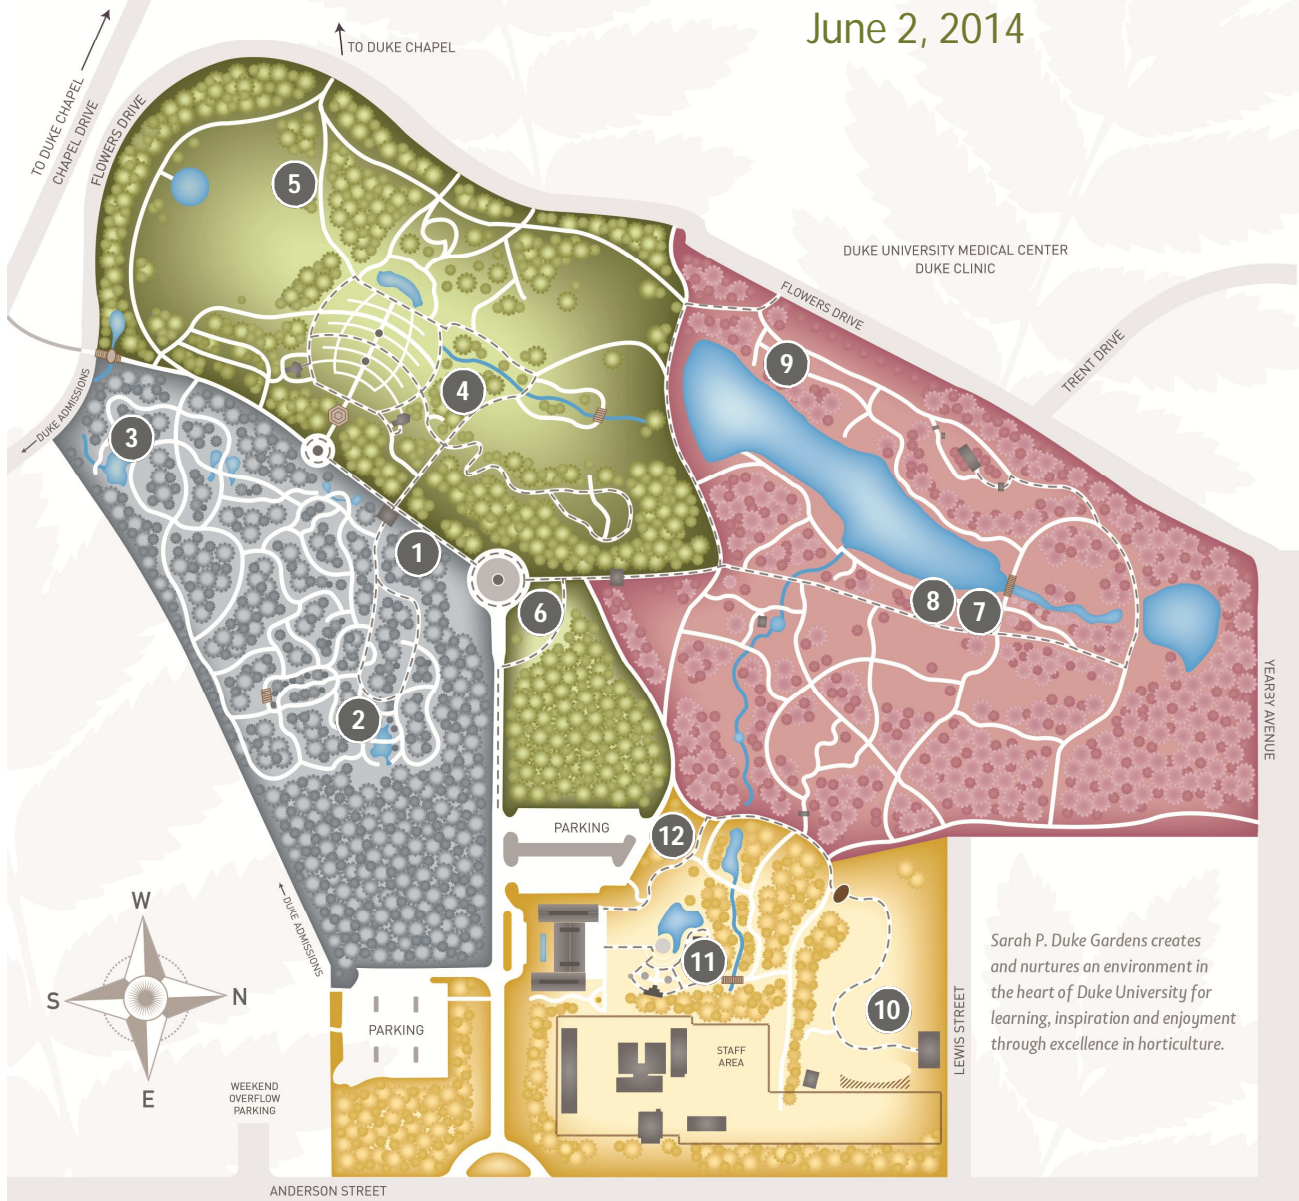 June 2, 2014
TO DUKE CHAPEL
TO DUKE CHAPEL
CHAPEL DRIVE
FLOWERS DRIVE
5
DUKE UNIVERSITY MEDICAL CENTER
DUKE CLINIC
FLOWERS DRIVE
TRENT DRIVE
9
4
DUKE ADMISSIONS
3
1
6
8
7
2
YEARBY AVENUE
PARKING
12
W
S
N
E
DUKE ADMISSIONS
11
10
PARKING
STAFF
AREA
LEWIS STREET
Sarah P. Duke Gardens creates
and nurtures an environment in
the heart of Duke University for
learning, inspiration and enjoyment
through excellence in horticulture.
WEEKEND
OVERFLOW
PARKING
ANDERSON STREET